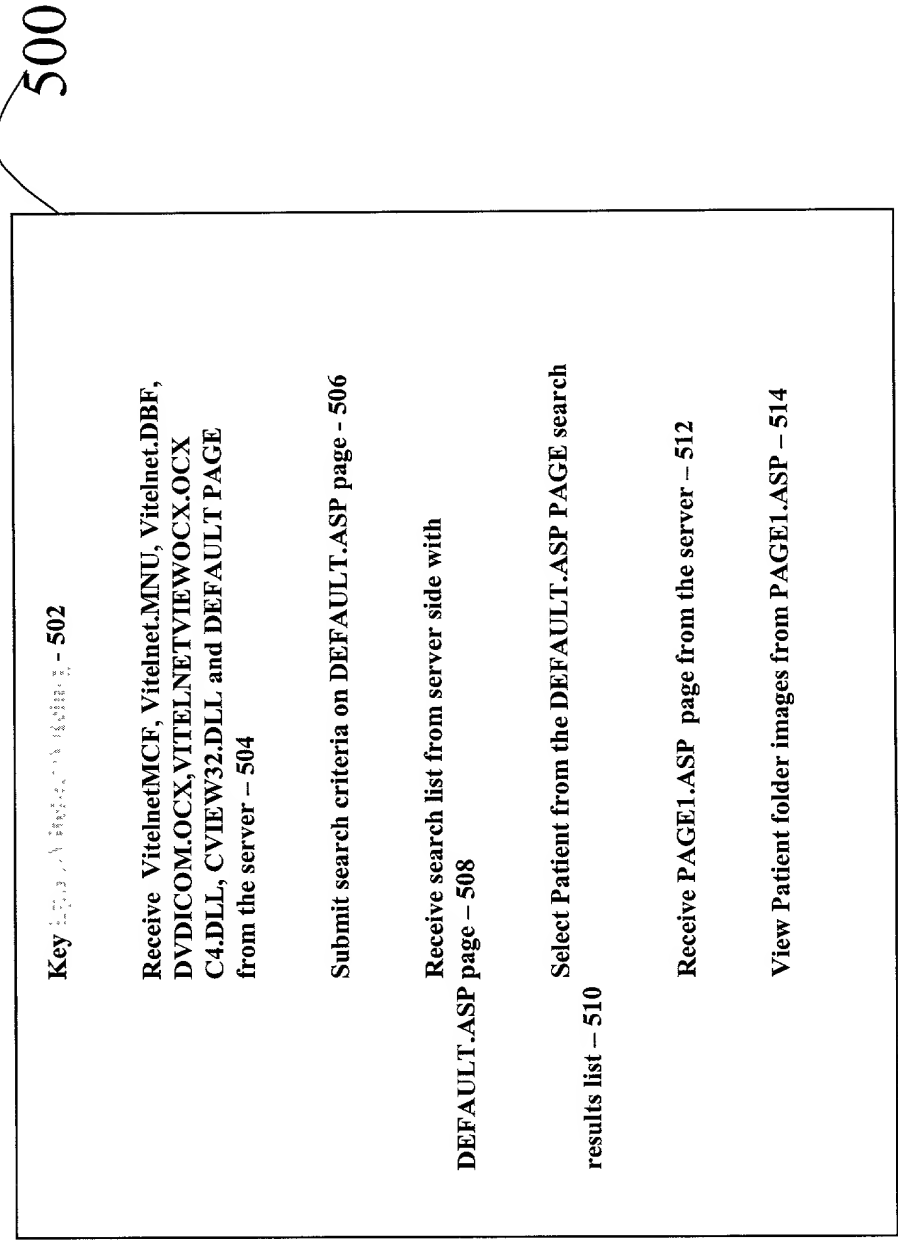 500
Key - 502
Receive VitelnetMCF, Vitelnet.MNU, Vitelnet.DBF,
DVDICOM.OCX,VITELNETVIEWOCX.OCX
C4.DLL, CVIEW32.DLL and DEFAULT PAGE
from the server – 504
Submit search criteria on DEFAULT.ASP page - 506
Receive search list from server side with
DEFAULT.ASP page – 508
Select Patient from the DEFAULT.ASP PAGE search
results list – 510
Receive PAGE1.ASP page from the server – 512
View Patient folder images from PAGE1.ASP – 514